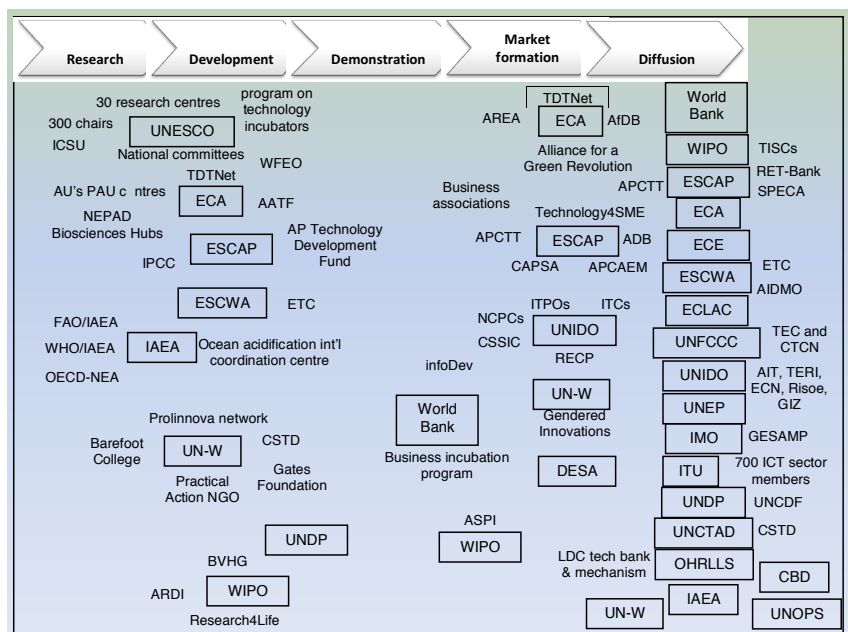 Research
Development
Demonstration
Market
formation
Diffusion
30 research centres
program on
technology
incubators
300 chairs
ICSU
UNESCO
National committees
WFEO
TDTNet
AU's PAU c ntres
ECA
AATF
NEPAD
Biosciences Hubs
AP Technology
Development
Fund
ESCAP
IPCC
ESCWA
ETC
FAO/IAEA
WHO/IAEA
IAEA
Ocean acidification int'l
coordination centre
OECD-NEA
Prolinnova network
Barefoot
College
UN-W
CSTD
Practical
Action NGO
Gates
Foundation
UNDP
BVHG
ARDI
WIPO
Research4Life
TDTNet
AREA
ECA
AfDB
Alliance for a
Green Revolution
Business
associations
Technology4SME
APCTT
ESCAP
ADB
CAPSA
APCAEM
ITPOs
ITCs
NCPCs
UNIDO
CSSIC
RECP
infoDev
UN-W
Gendered
Innovations
World
Bank
Business incubation
program
DESA
ASPI
WIPO
World
Bank
WIPO
TISCs
APCTT
ESCAP
RET-Bank
SPECA
ECA
ECE
ESCWA
ETC
AIDMO
ECLAC
UNFCCC
TEC and
CTCN
UNIDO
AIT, TERI,
ECN, Risoe,
GIZ
UNEP
IMO
GESAMP
ITU
700 ICT sector
members
UNDP
UNCDF
UNCTAD
CSTD
LDC tech bank
& mechanism
OHRLLS
CBD
IAEA
UN-W
UNOPS